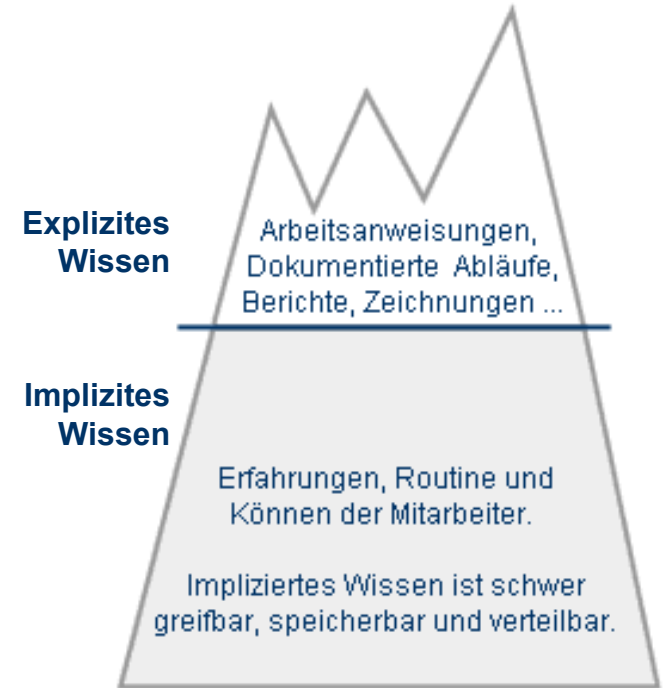 Explizites
Wissen
Arbeitsanweisungen,
Dokumentierte Abläufe,
Berichte, Zeichnungen ...
Implizites
Wissen
Erfahrungen, Routine und
Können der Mitarbeiter.
Impliziertes Wissen ist schwer
greifbar, speicherbar und verteilbar.